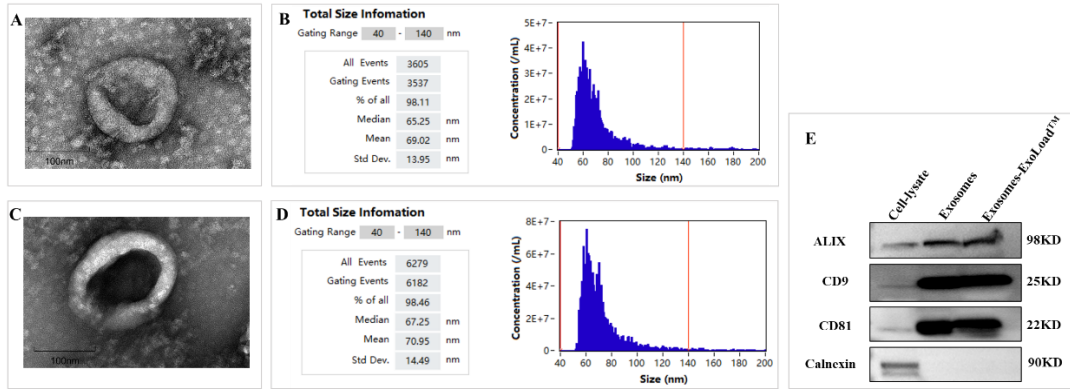 A
100nm
B
Total Size Infomation
Gating Range 40 - 140 nm
All Events 3605
Gating Events 3537
% of all 98.11
Median 65.25 nm
Mean 69.02 nm
Std Dev. 13.95 nm
Concentration (/mL)
5E+7
4E+7
3E+7
2E+7
1E+7
0
40 60 80 100 120 140 160 180 200
Size (nm)
C
100nm
D
Total Size Infomation
Gating Range 40 - 140 nm
All Events 6279
Gating Events 6182
% of all 98.46
Median 67.25 nm
Mean 70.95 nm
Std Dev. 14.49 nm
Concentration (/mL)
8E+7
6E+7
4E+7
2E+7
0
40 60 80 100 120 140 160 180 200
Size (nm)
E
Cell-lysate
Exosomes
Exosomes-ExoLoad™
ALIX 98KD
CD9 25KD
CD81 22KD
Calnexin 90KD